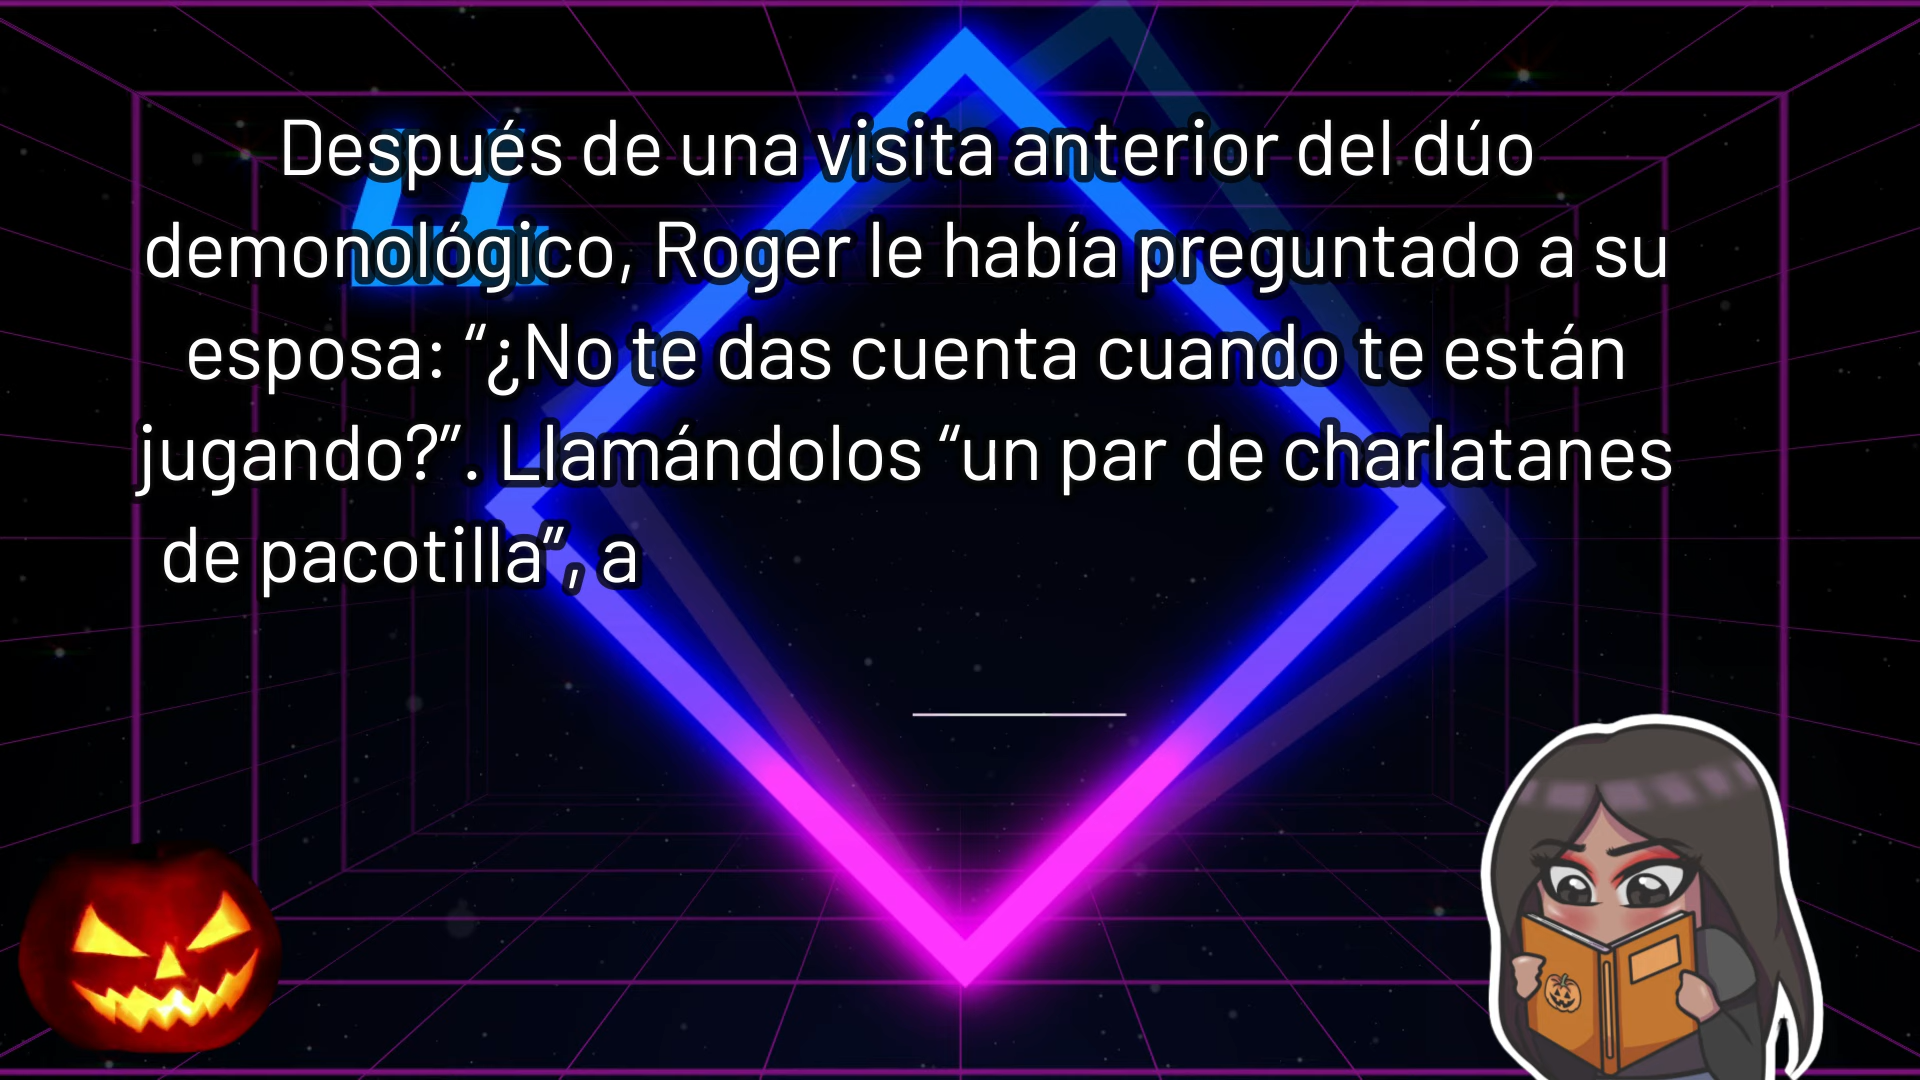 Después de una visita anterior del dúo
demonológico, Roger le había preguntado a su
esposa: “¿No te das cuenta cuando te están
jugando?”. Llamándolos “un par de charlatanes
de pacotilla”, a